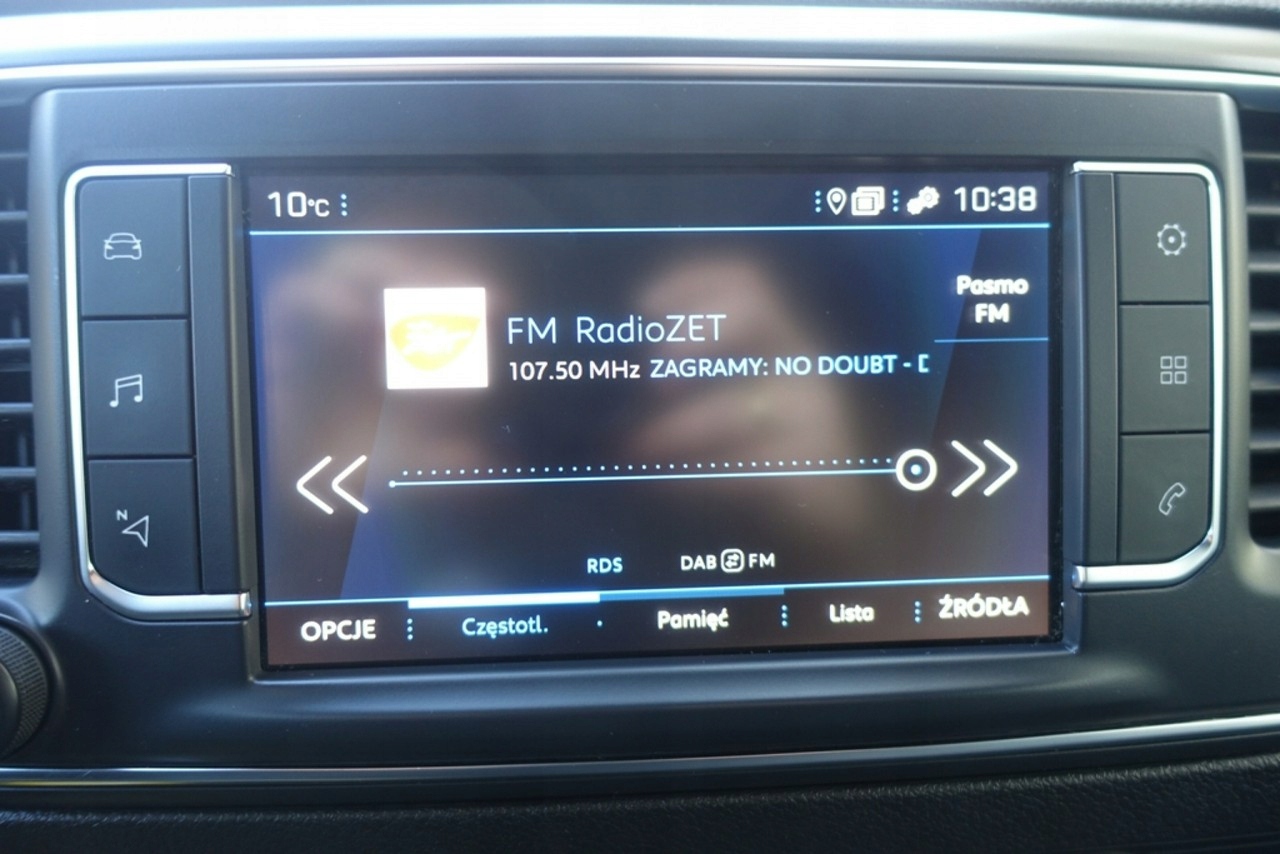 10°C
10:38
Pasmo
FM
FM RadioZET
107.50 MHz ZAGRAMY: NO DOUBT - D
RDS DAB FM
OPCJE Częstotl. Pamięć Lista ŹRÓDŁA
N